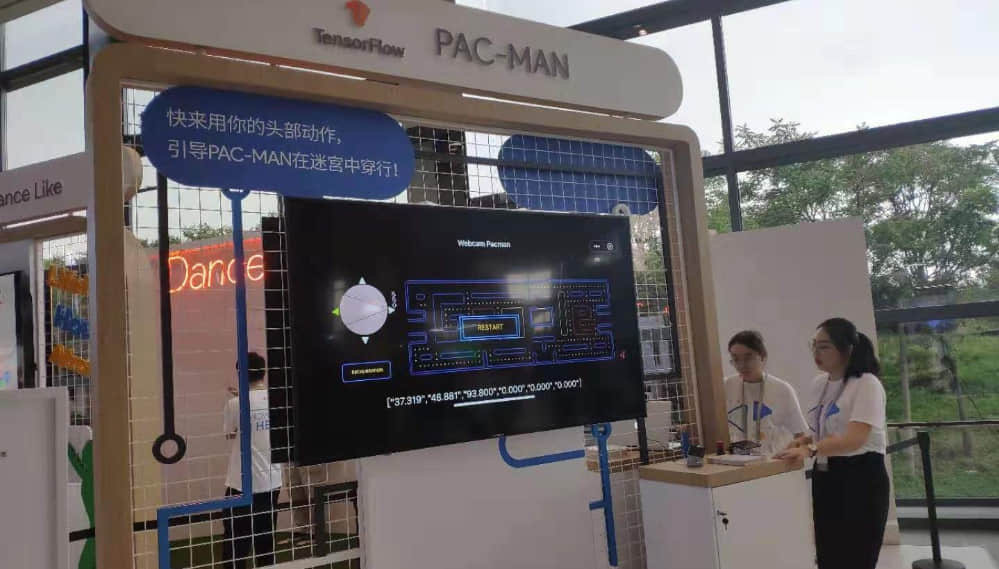 TensorFlow
PAC-MAN
快来用你的头部动作,
引导PAC-MAN在迷宫中穿行!
ance Like
Dance
Webcam Pacman
RESTART
["37.319","46.881","93.800","0.000","0.000","0.000"]
HE